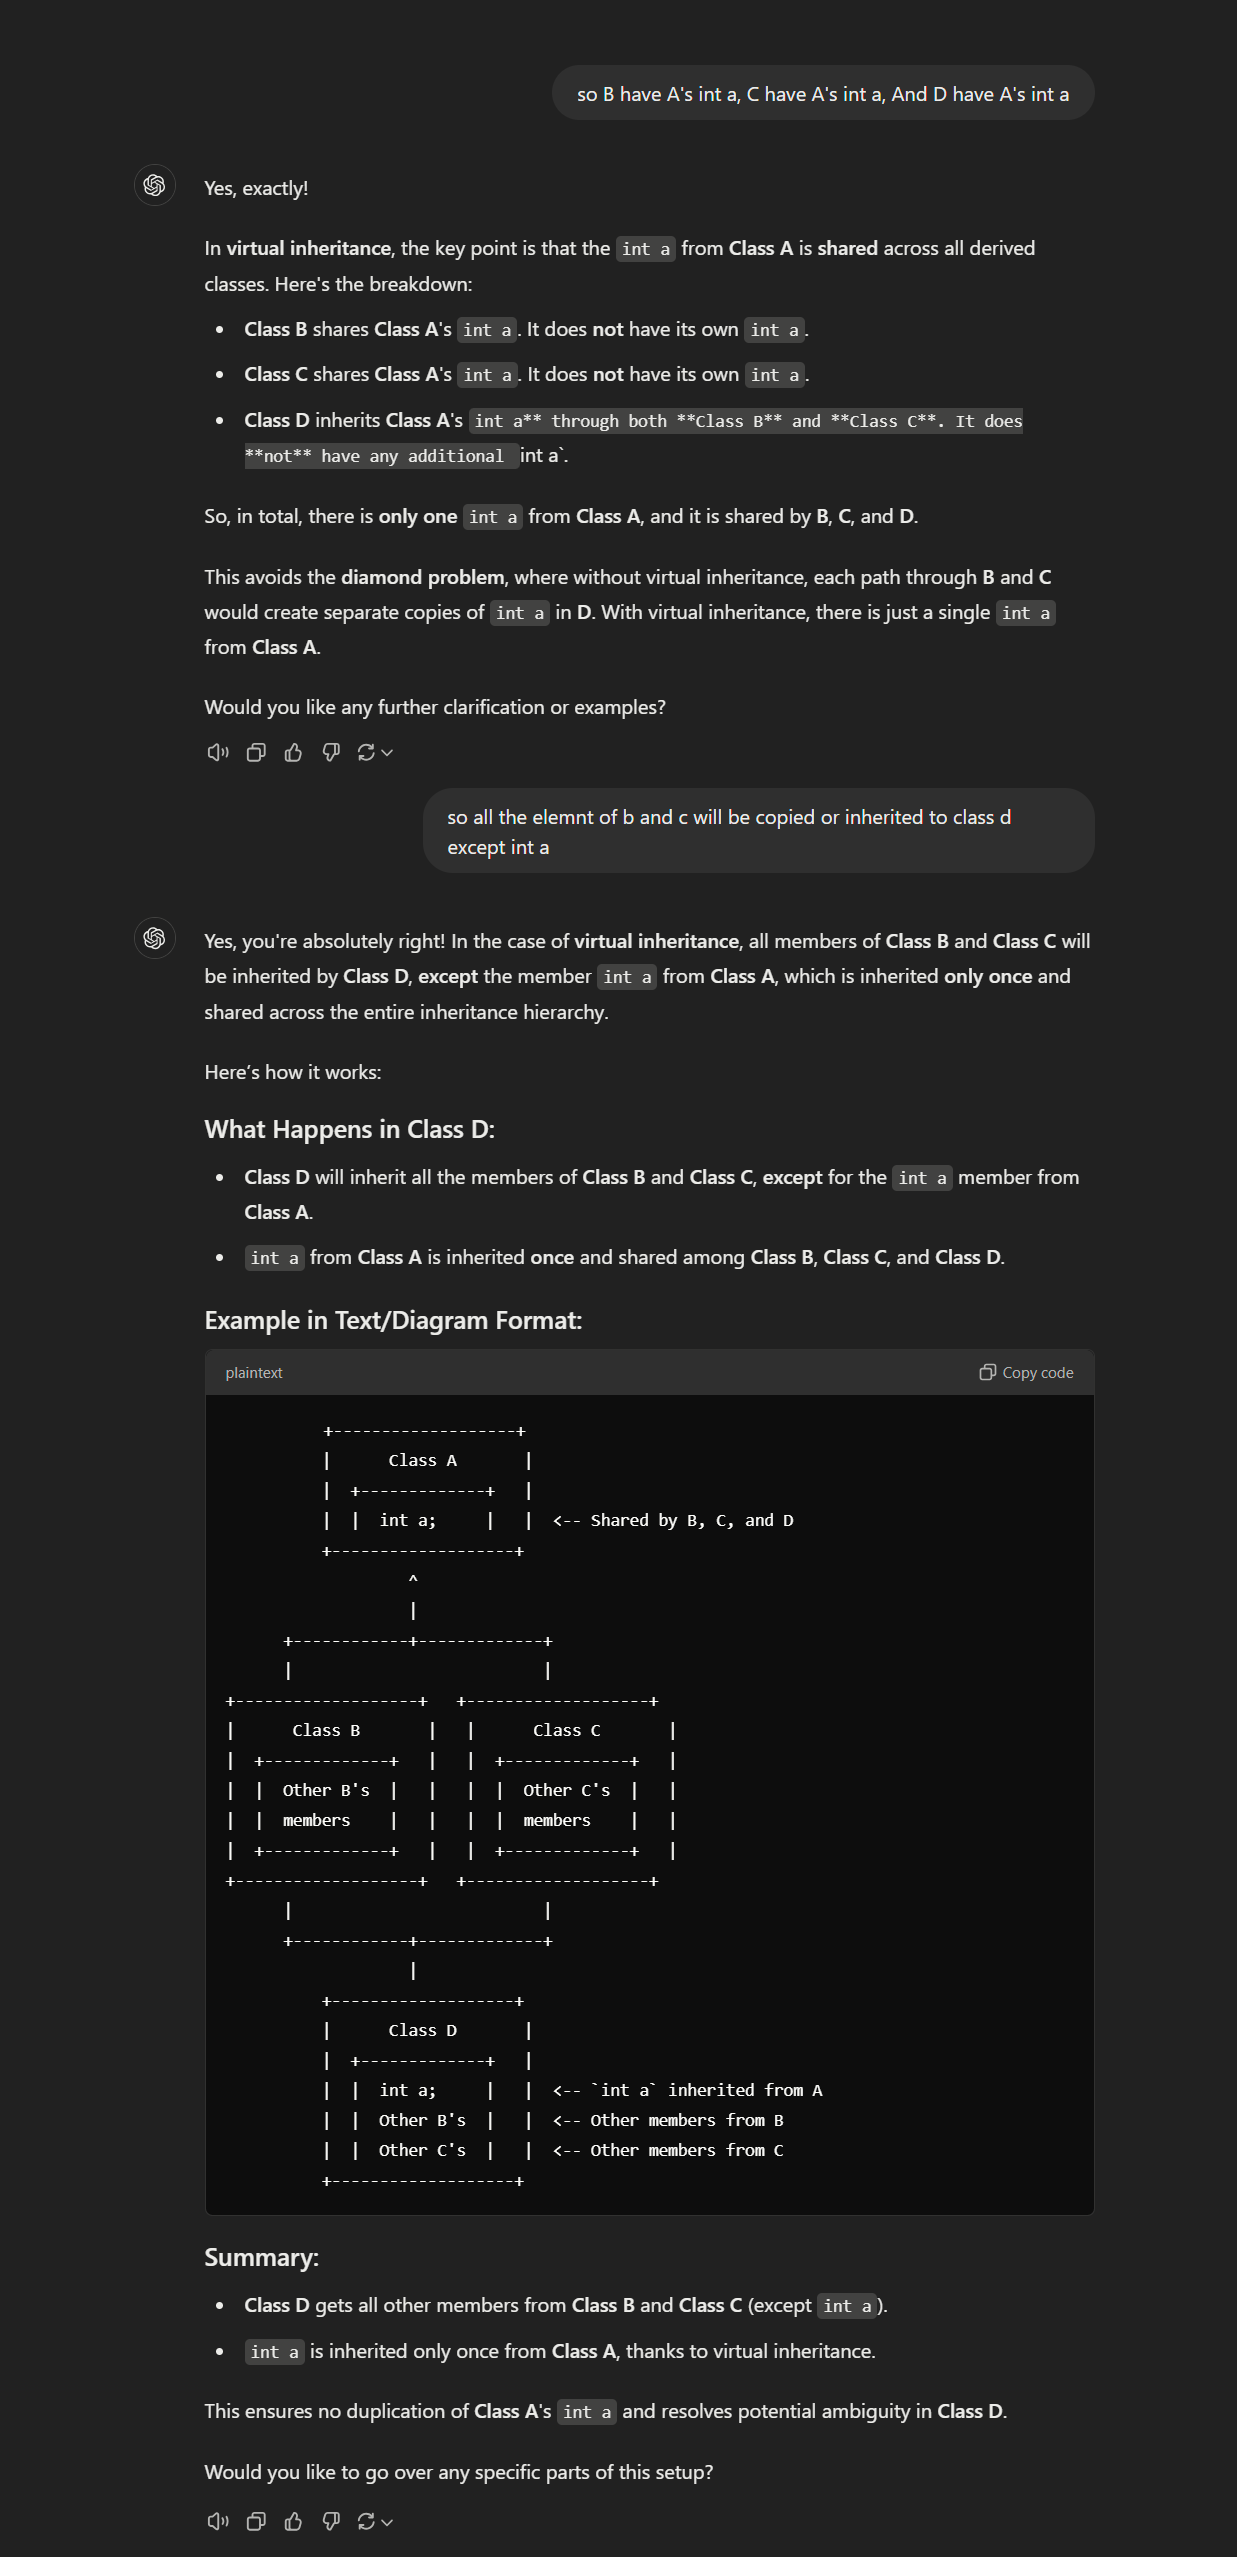 so B have A's int a, C have A's int a, And D have A's int a
Yes, exactly!
In virtual inheritance, the key point is that the int a from Class A is shared across all derived
classes. Here's the breakdown:
• Class B shares Class A's int a. It does not have its own int a.
• Class C shares Class A's int a. It does not have its own int a.
• Class D inherits Class A's int a** through both **Class B** and **Class C**. It does
**not** have any additional int a`.
So, in total, there is only one int a from Class A, and it is shared by B, C, and D.
This avoids the diamond problem, where without virtual inheritance, each path through B and C
would create separate copies of int a in D. With virtual inheritance, there is just a single int a
from Class A.
Would you like any further clarification or examples?
so all the elemnt of b and c will be copied or inherited to class d
except int a
Yes, you're absolutely right! In the case of virtual inheritance, all members of Class B and Class C will
be inherited by Class D, except the member int a from Class A, which is inherited only once and
shared across the entire inheritance hierarchy.
Here's how it works:
What Happens in Class D:
• Class D will inherit all the members of Class B and Class C, except for the int a member from
Class A.
• int a from Class A is inherited once and shared among Class B, Class C, and Class D.
Example in Text/Diagram Format:
plaintext Copy code
+-------------------+
| Class A |
| +-------------+ |
| | int a; | | <-- Shared by B, C, and D
+-------------------+
^
|
+------------+-------------+
| |
+-------------------+ +-------------------+
| Class B | | Class C |
| +-------------+ | | +-------------+ |
| | Other B's | | | | Other C's | |
| | members | | | | members | |
| +-------------+ | | +-------------+ |
+-------------------+ +-------------------+
| |
+------------+-------------+
|
+-------------------+
| Class D |
| +-------------+ |
| | int a; | | <-- `int a` inherited from A
| | Other B's | | <-- Other members from B
| | Other C's | | <-- Other members from C
+-------------------+
Summary:
• Class D gets all other members from Class B and Class C (except int a).
• int a is inherited only once from Class A, thanks to virtual inheritance.
This ensures no duplication of Class A's int a and resolves potential ambiguity in Class D.
Would you like to go over any specific parts of this setup?